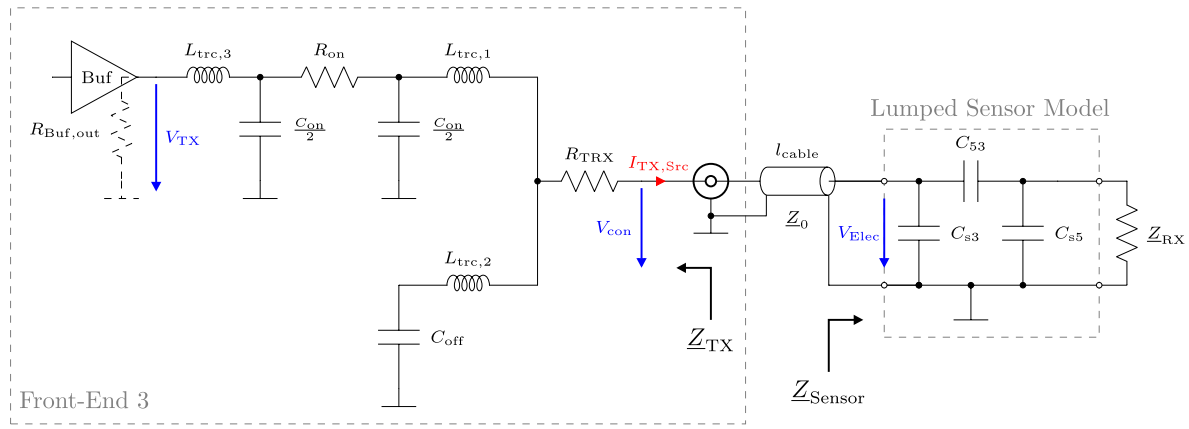 Buf
R_Buf,out
V_TX
L_trc,3
C_on/2
R_on
C_on/2
L_trc,1
L_trc,2
C_off
R_TRX
I_TX,Src
V_con
Z_TX
Front-End 3
l_cable
Z_0
Z_Sensor
Lumped Sensor Model
V_Elec
C_s3
C_53
C_s5
Z_RX